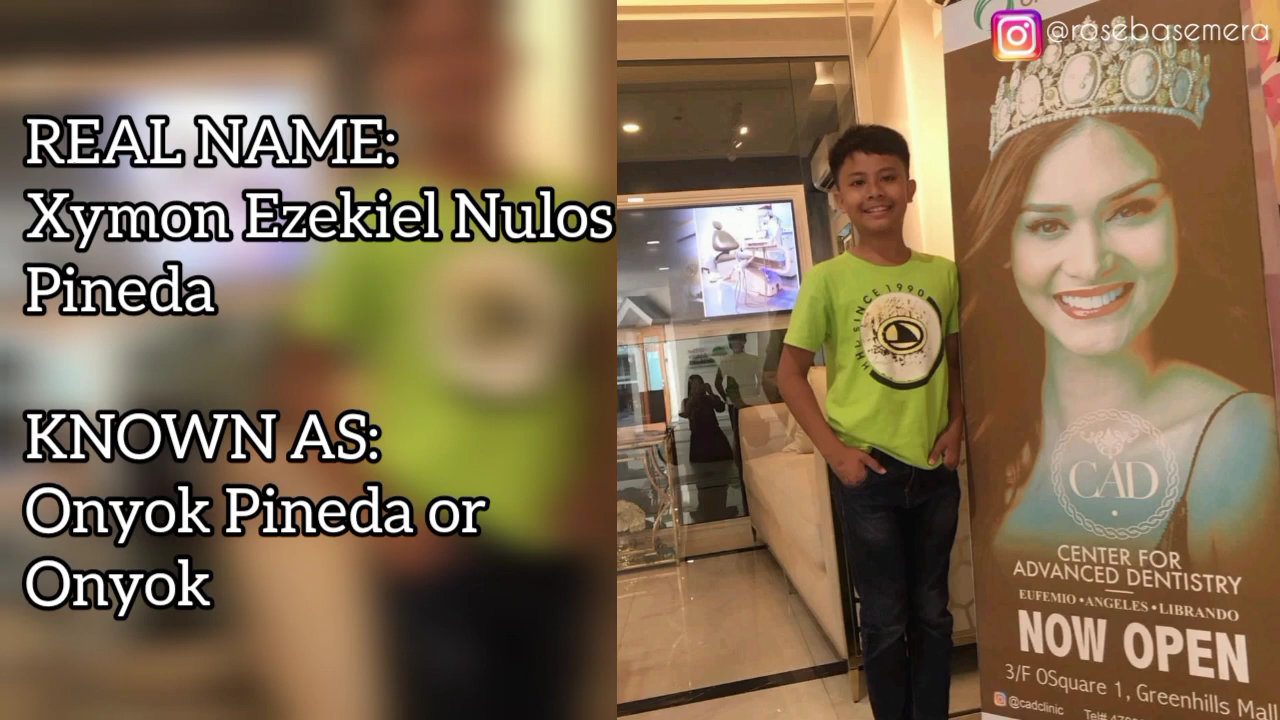 REAL NAME:
Xymon Ezekiel Nulos
Pineda
KNOWN AS:
Onyok Pineda or
Onyok
@rosebasemera
SINCE 1990
CAD
CENTER FOR
ADVANCED DENTISTRY
EUFEMIO • ANGELES • LIBRANDO
NOW OPEN
3/F OSquare 1, Greenhills Mall
@cadclinic
Tel#